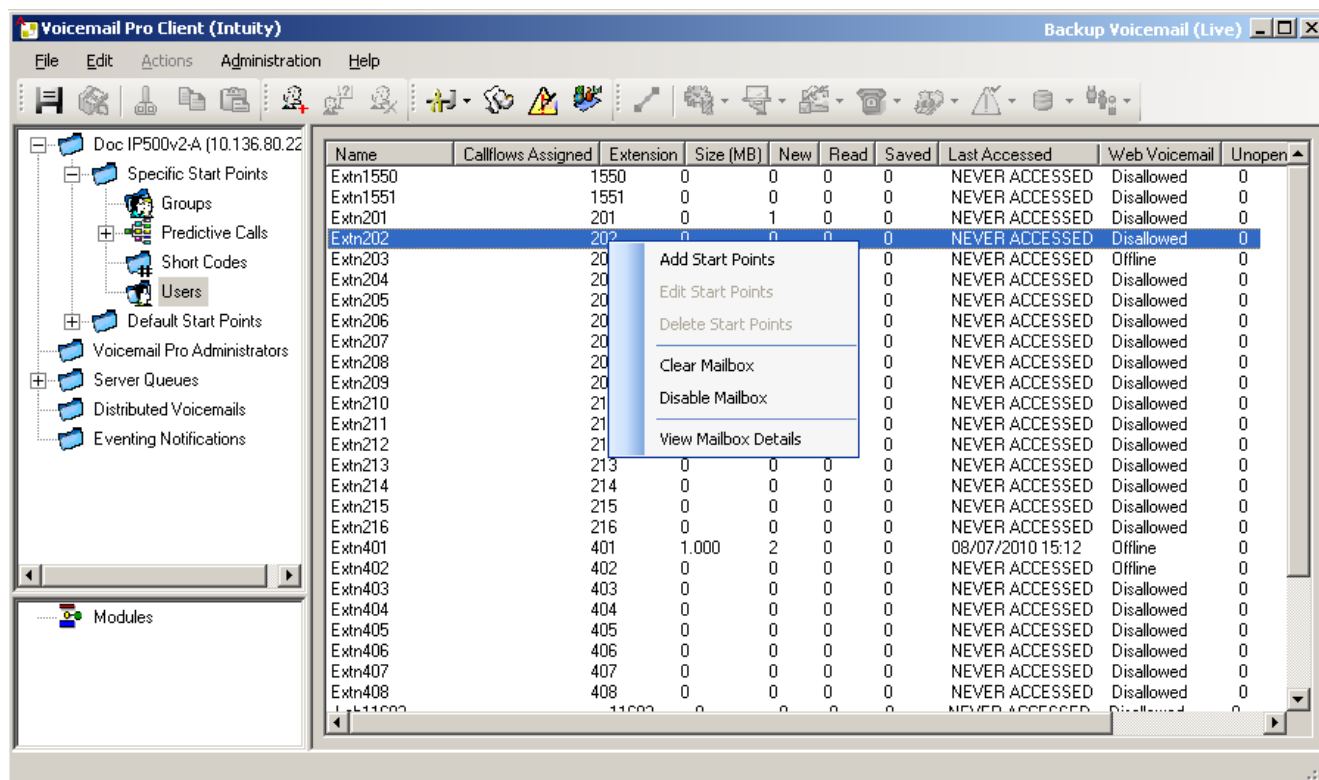 Voicemail Pro Client (Intuity) Backup Voicemail (Live)
File Edit Actions Administration Help
Doc IP500v2-A (10.136.80.22
Specific Start Points
Groups
Predictive Calls
Short Codes
Users
Default Start Points
Voicemail Pro Administrators
Server Queues
Distributed Voicemails
Eventing Notifications
Modules
Name Callflows Assigned Extension Size (MB) New Read Saved Last Accessed Web Voicemail Unopen
Extn1550 1550 0 0 0 0 NEVER ACCESSED Disallowed 0
Extn1551 1551 0 0 0 0 NEVER ACCESSED Disallowed 0
Extn201 201 0 1 0 0 NEVER ACCESSED Disallowed 0
Extn202 202 0 0 0 0 NEVER ACCESSED Disallowed 0
Extn203 20 0 NEVER ACCESSED Offline 0
Extn204 20 0 NEVER ACCESSED Disallowed 0
Extn205 20 0 NEVER ACCESSED Disallowed 0
Extn206 20 0 NEVER ACCESSED Disallowed 0
Extn207 20 0 NEVER ACCESSED Disallowed 0
Extn208 20 0 NEVER ACCESSED Disallowed 0
Extn209 20 0 NEVER ACCESSED Disallowed 0
Extn210 21 0 NEVER ACCESSED Disallowed 0
Extn211 21 0 NEVER ACCESSED Disallowed 0
Extn212 21 0 NEVER ACCESSED Disallowed 0
Extn213 213 0 0 0 0 NEVER ACCESSED Disallowed 0
Extn214 214 0 0 0 0 NEVER ACCESSED Disallowed 0
Extn215 215 0 0 0 0 NEVER ACCESSED Disallowed 0
Extn216 216 0 0 0 0 NEVER ACCESSED Disallowed 0
Extn401 401 1.000 2 0 0 08/07/2010 15:12 Offline 0
Extn402 402 0 0 0 0 NEVER ACCESSED Offline 0
Extn403 403 0 0 0 0 NEVER ACCESSED Disallowed 0
Extn404 404 0 0 0 0 NEVER ACCESSED Disallowed 0
Extn405 405 0 0 0 0 NEVER ACCESSED Disallowed 0
Extn406 406 0 0 0 0 NEVER ACCESSED Disallowed 0
Extn407 407 0 0 0 0 NEVER ACCESSED Disallowed 0
Extn408 408 0 0 0 0 NEVER ACCESSED Disallowed 0
Add Start Points
Edit Start Points
Delete Start Points
Clear Mailbox
Disable Mailbox
View Mailbox Details